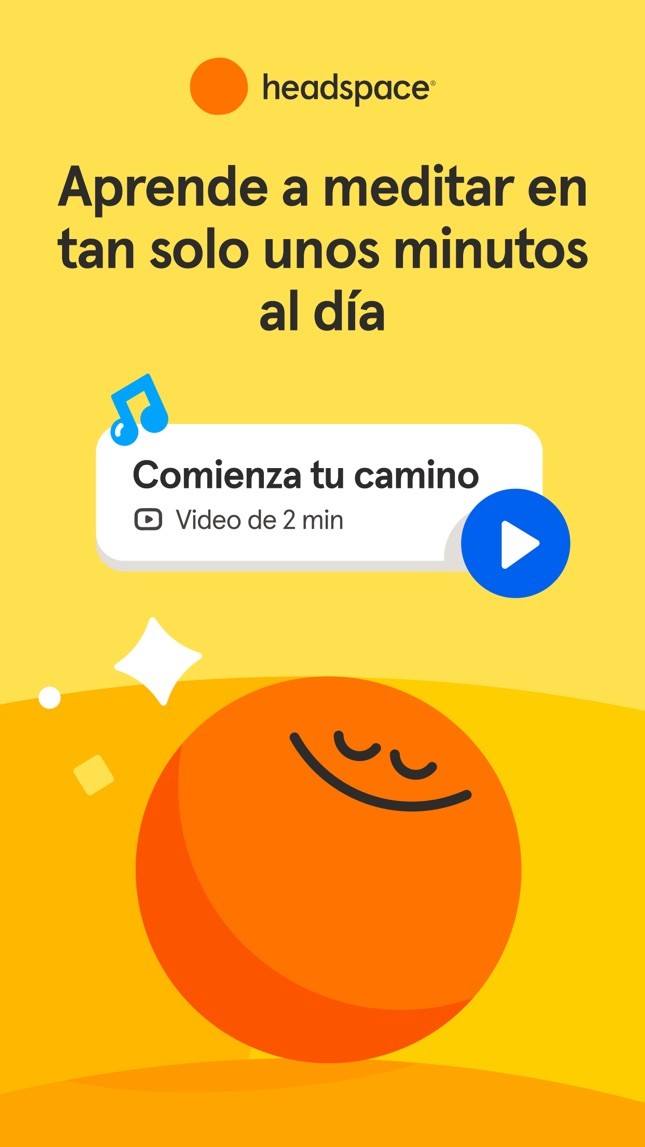 headspace®
Aprende a meditar en
tan solo unos minutos
al día
Comienza tu camino
Video de 2 min